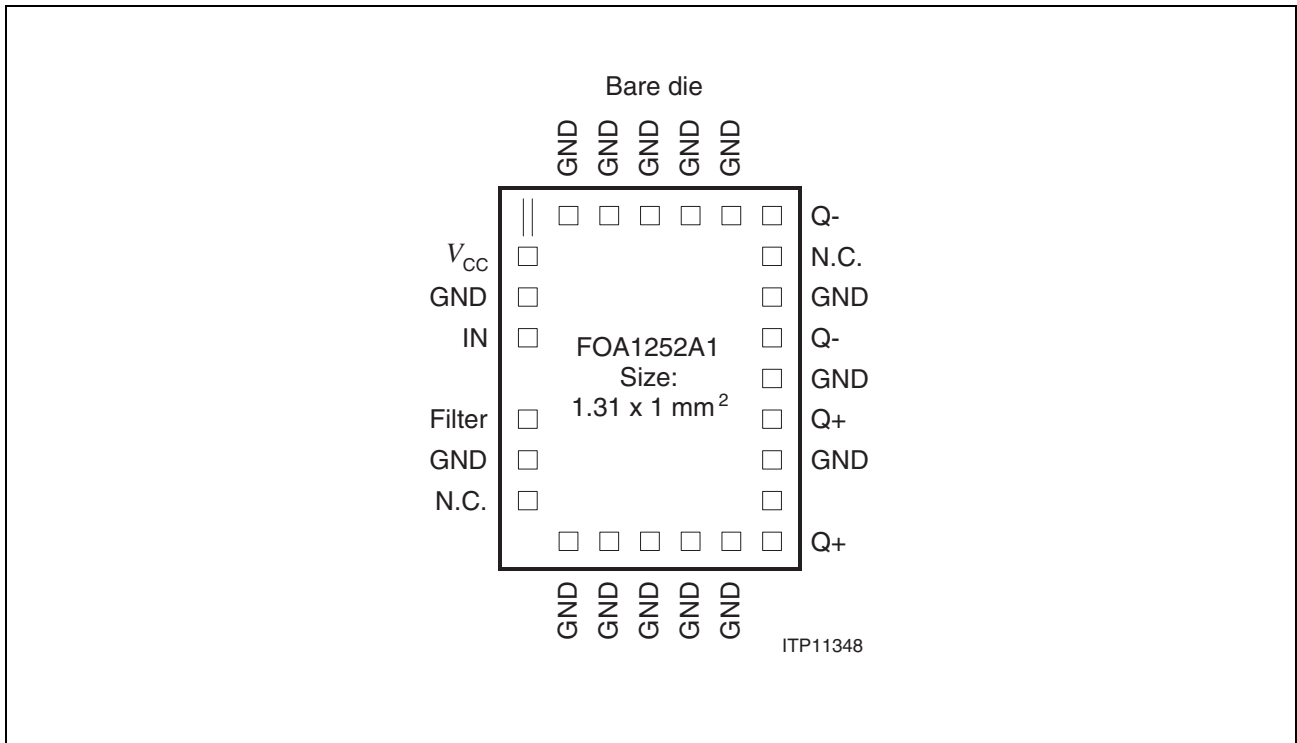 Bare die
GND GND GND GND GND
Q-
V_CC N.C.
GND GND
IN Q-
FOA1252A1
Size:
1.31 x 1 mm²
GND
Filter Q+
GND GND
N.C.
Q+
GND GND GND GND GND
ITP11348